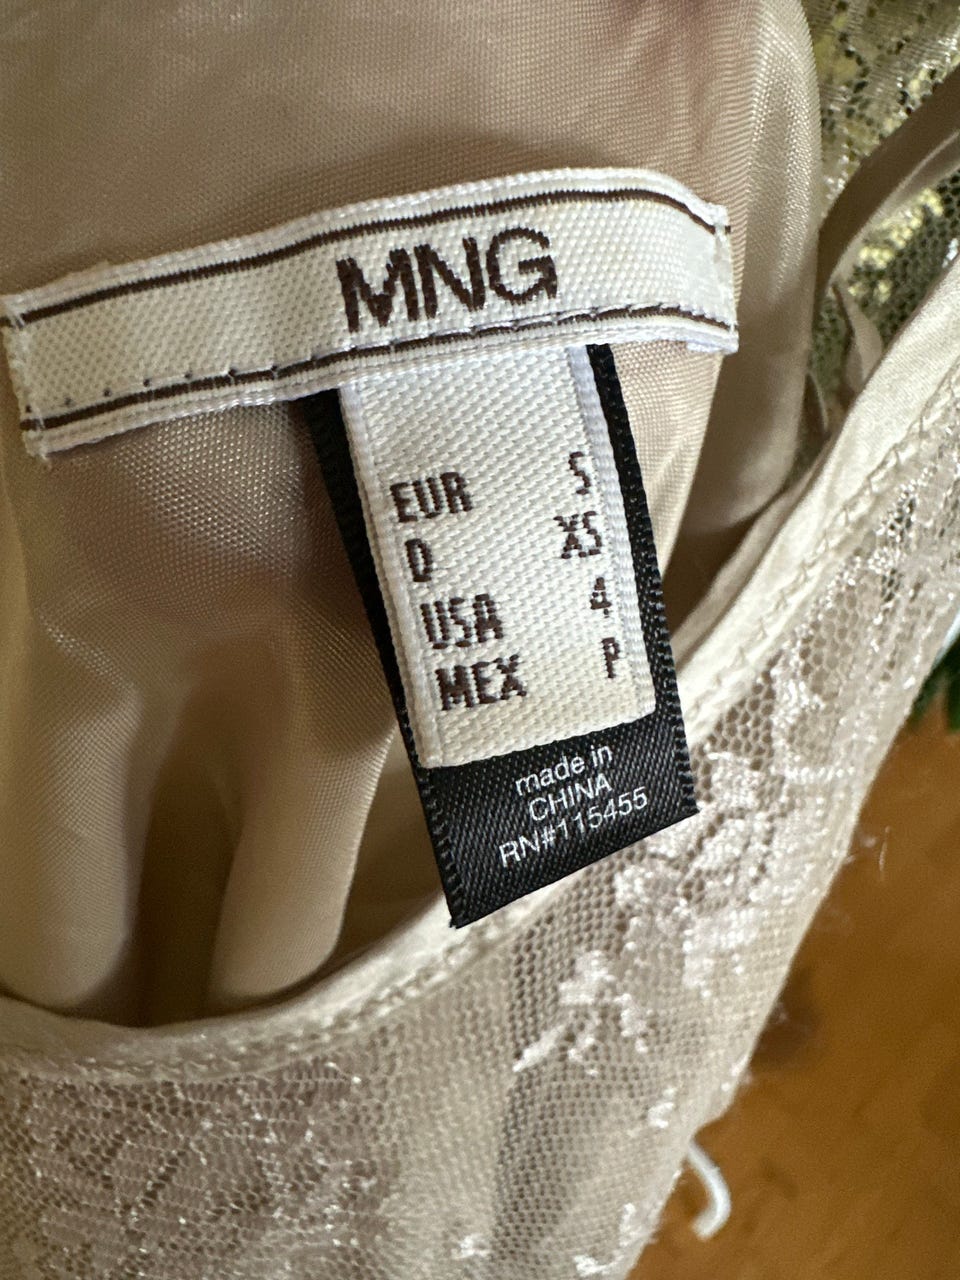 MNG
EUR S
D XS
USA 4
MEX P
made in
CHINA
RN#115455